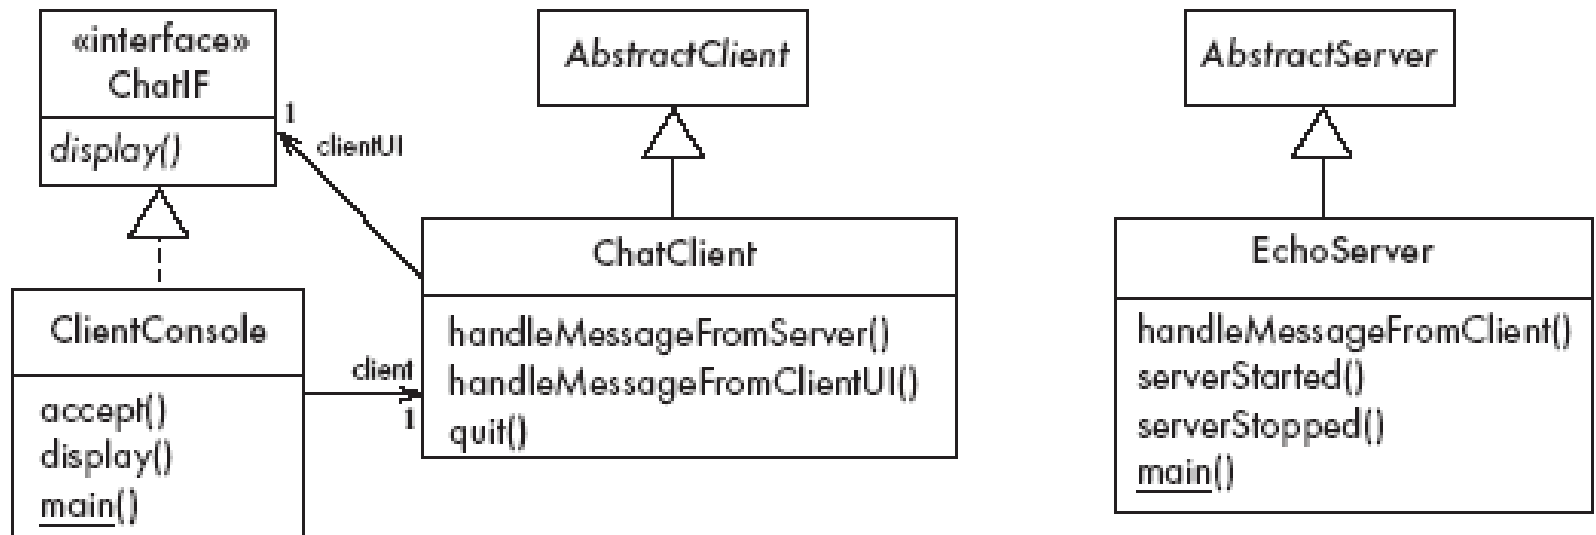 «interface»
ChatIF
display()
1
clientUI
AbstractClient
AbstractServer
ClientConsole
accept()
display()
main()
client
1
ChatClient
handleMessageFromServer()
handleMessageFromClientUI()
quit()
EchoServer
handleMessageFromClient()
serverStarted()
serverStopped()
main()